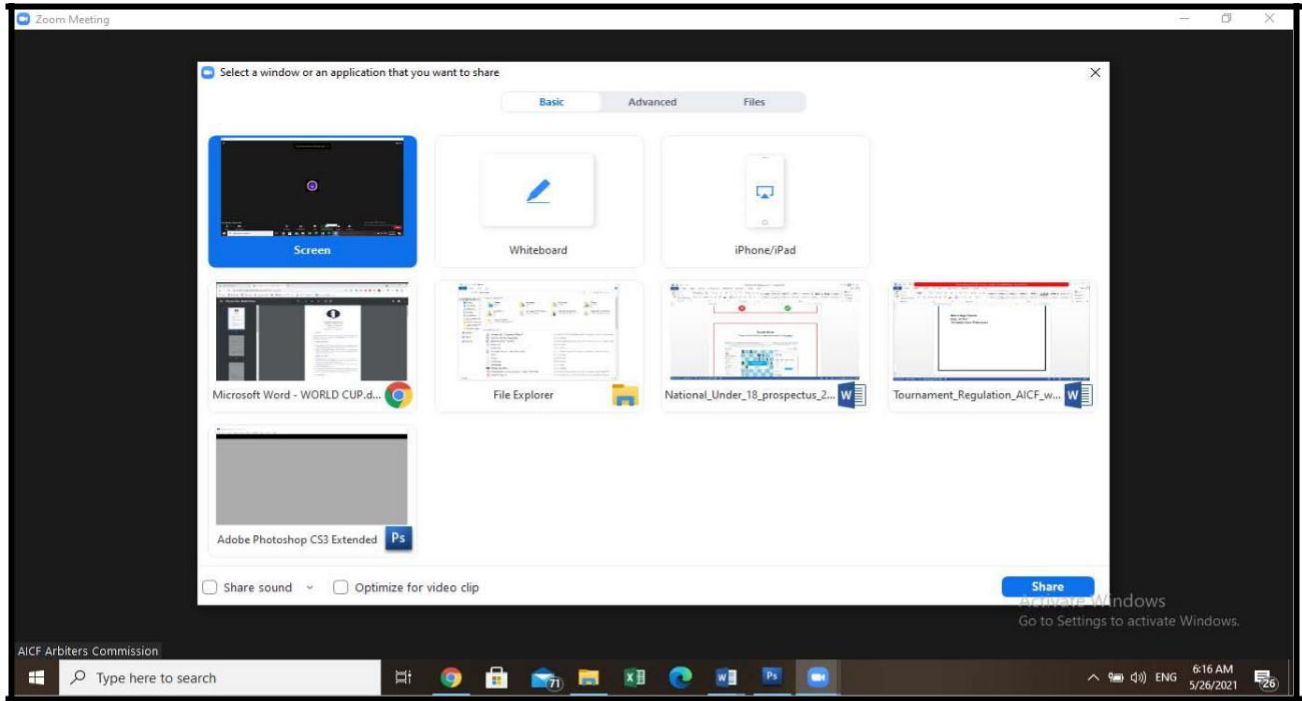 Zoom Meeting
Select a window or an application that you want to share
Basic Advanced Files
Screen Whiteboard iPhone/iPad
Microsoft Word - WORLD CUP.d... File Explorer National_Under_18_prospectus_2... Tournament_Regulation_AICF_w...
Adobe Photoshop CS3 Extended Ps
Share sound Optimize for video clip Share
Activate Windows
Go to Settings to activate Windows.
AICF Arbiters Commission
Type here to search 71 Ps ENG 6:16 AM
5/26/2021 26